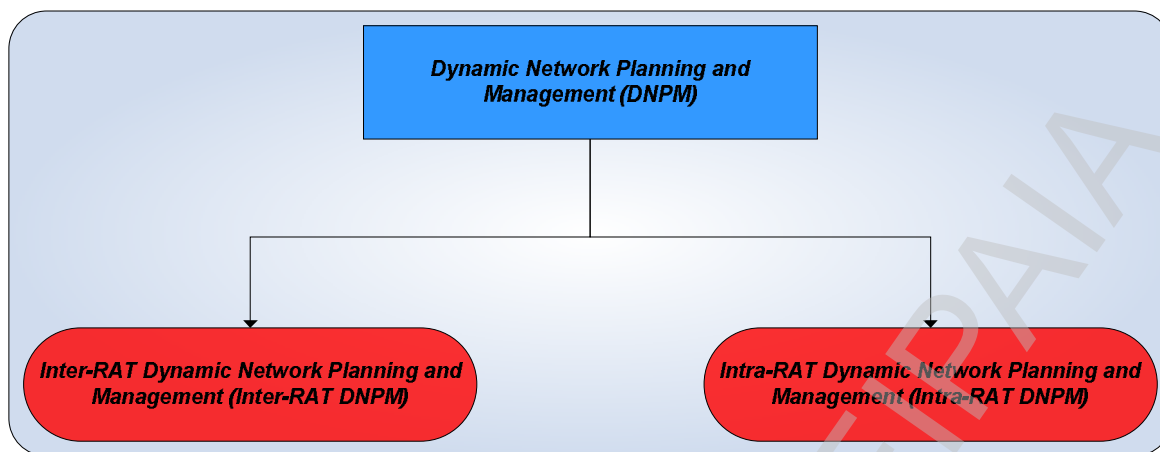 Dynamic Network Planning and
Management (DNPM)
Inter-RAT Dynamic Network Planning and
Management (Inter-RAT DNPM)
Intra-RAT Dynamic Network Planning and
Management (Intra-RAT DNPM)